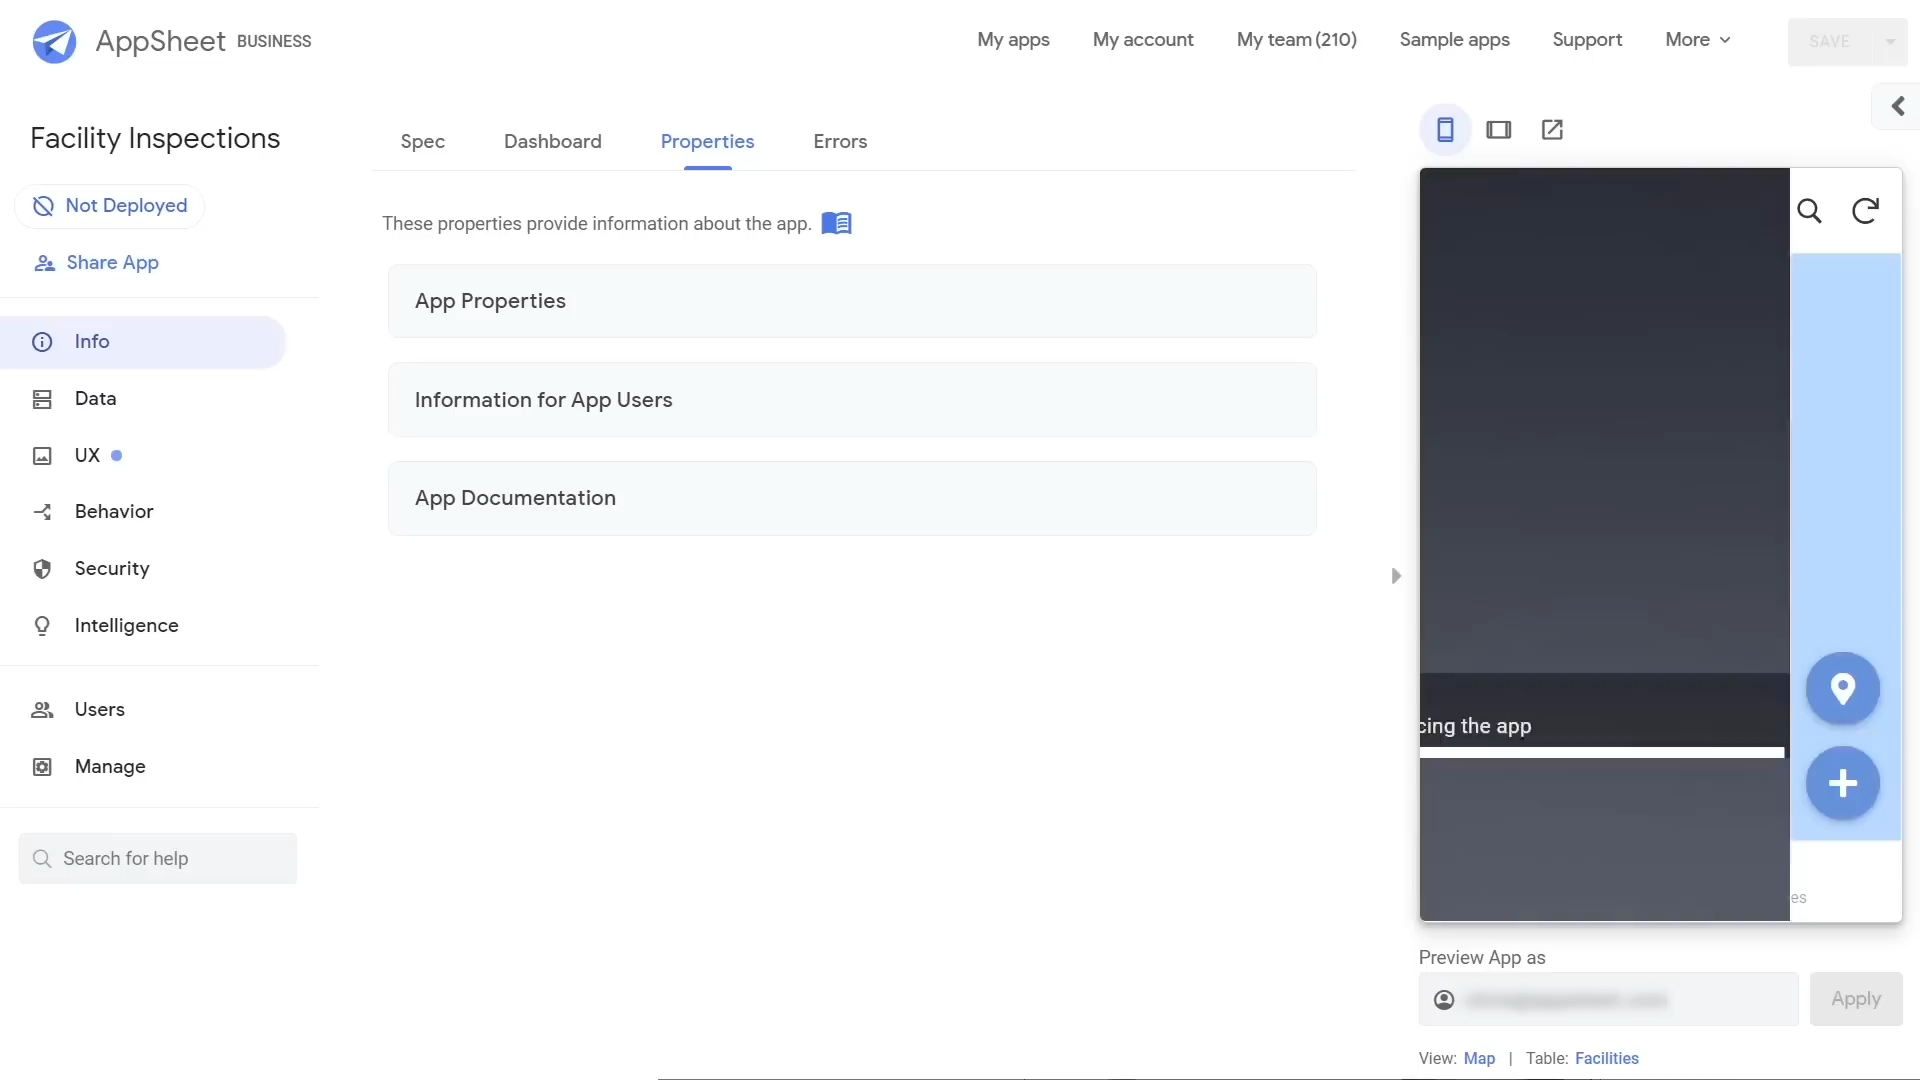 AppSheet BUSINESS
My apps My account My team (210) Sample apps Support More
SAVE
Facility Inspections
Spec Dashboard Properties Errors
Not Deployed
Share App
These properties provide information about the app.
Info
App Properties
Data
Information for App Users
UX
App Documentation
Behavior
Security
Intelligence
Users
cing the app
Manage
Search for help
es
Preview App as
Apply
View: Map | Table: Facilities